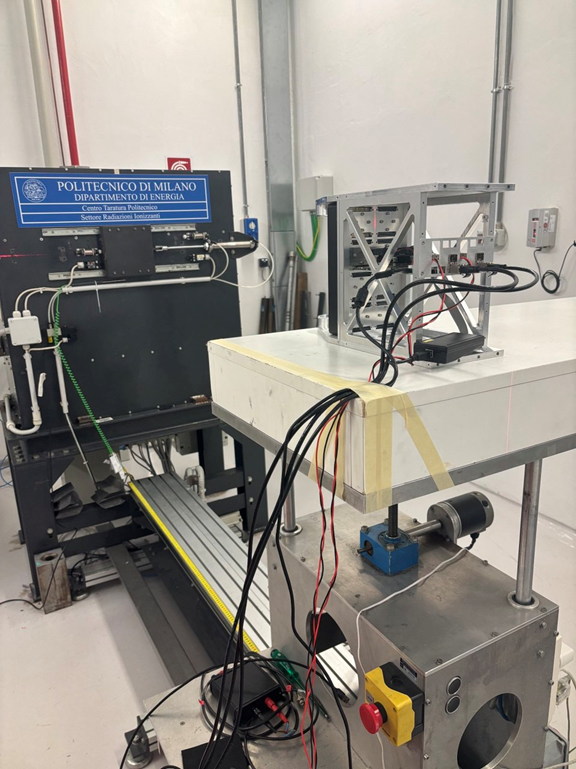 POLITECNICO DI MILANO
DIPARTIMENTO DI ENERGIA
Centro Taratura Politecnico
Settore Radiazioni Ionizzanti